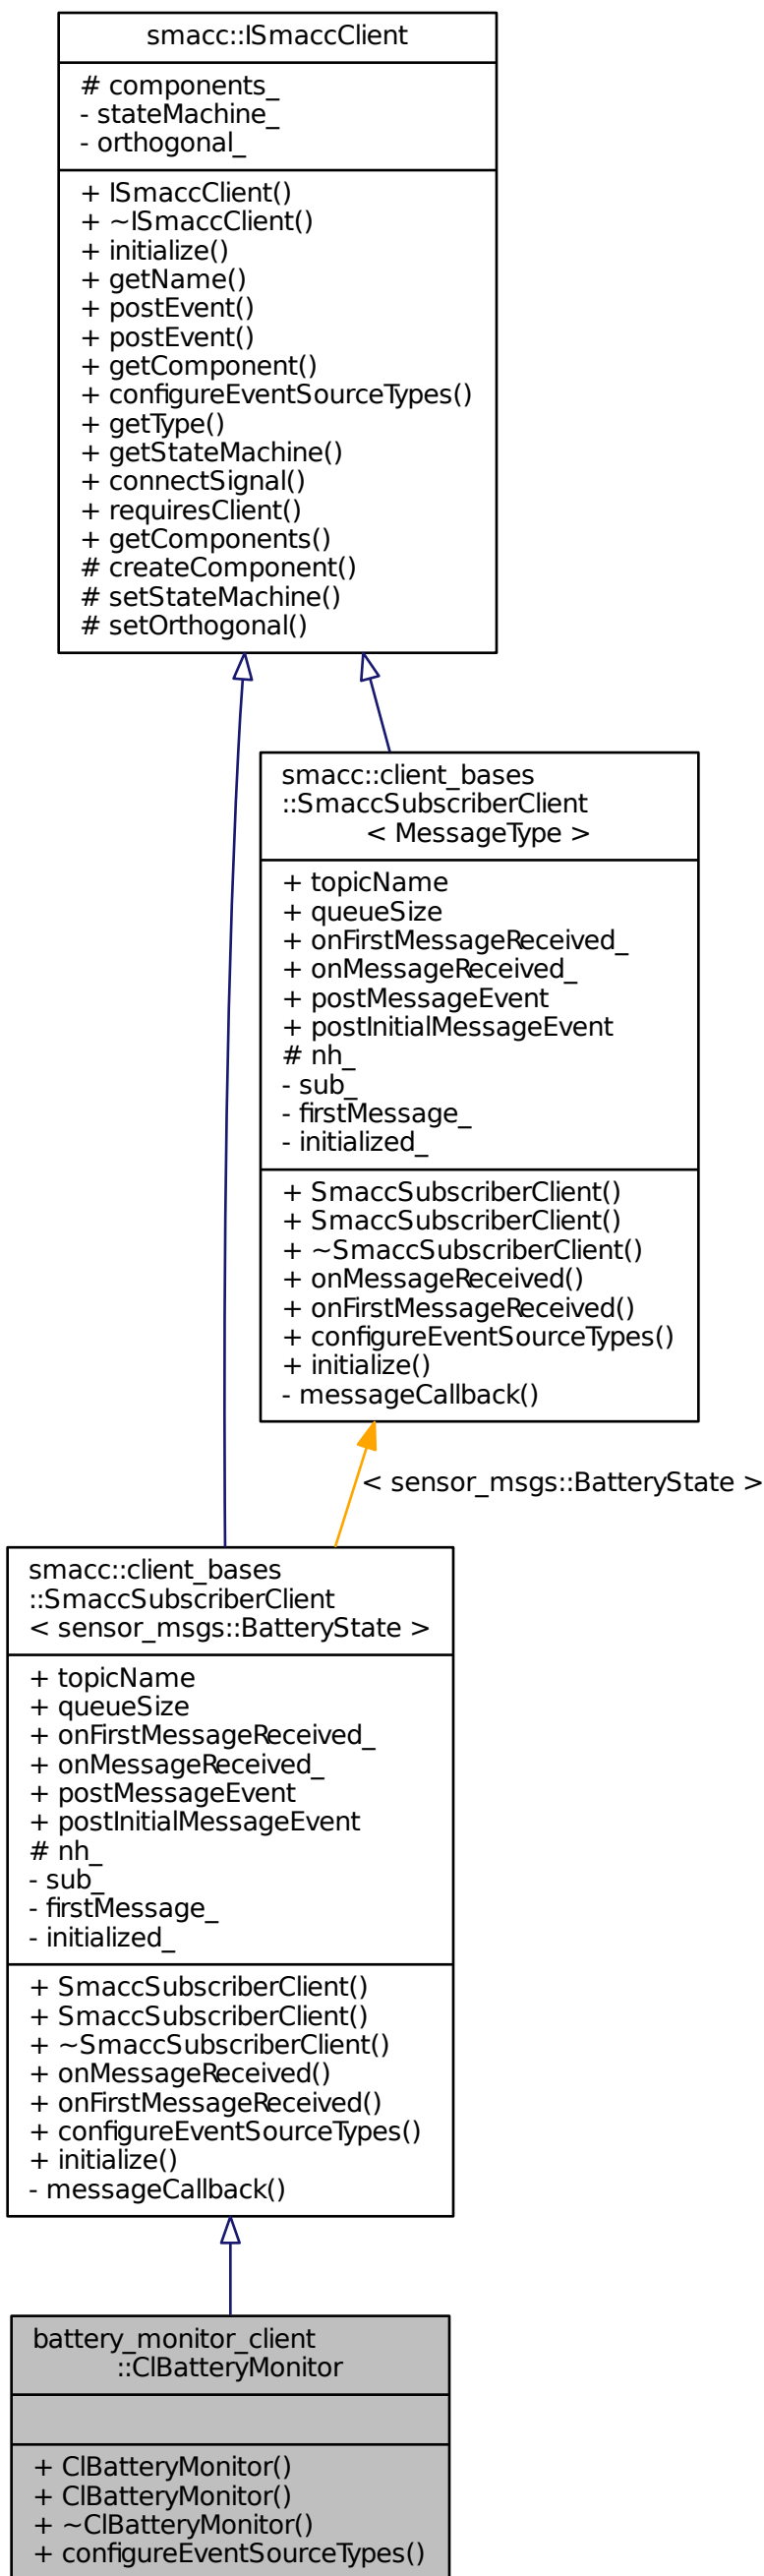 smacc::ISmaccClient
# components_
- stateMachine_
- orthogonal_
+ ISmaccClient()
+ ~ISmaccClient()
+ initialize()
+ getName()
+ postEvent()
+ postEvent()
+ getComponent()
+ configureEventSourceTypes()
+ getType()
+ getStateMachine()
+ connectSignal()
+ requiresClient()
+ getComponents()
# createComponent()
# setStateMachine()
# setOrthogonal()
smacc::client_bases
::SmaccSubscriberClient
< MessageType >
+ topicName
+ queueSize
+ onFirstMessageReceived_
+ onMessageReceived_
+ postMessageEvent
+ postInitialMessageEvent
# nh_
- sub_
- firstMessage_
- initialized_
+ SmaccSubscriberClient()
+ SmaccSubscriberClient()
+ ~SmaccSubscriberClient()
+ onMessageReceived()
+ onFirstMessageReceived()
+ configureEventSourceTypes()
+ initialize()
- messageCallback()
< sensor_msgs::BatteryState >
smacc::client_bases
::SmaccSubscriberClient
< sensor_msgs::BatteryState >
+ topicName
+ queueSize
+ onFirstMessageReceived_
+ onMessageReceived_
+ postMessageEvent
+ postInitialMessageEvent
# nh_
- sub_
- firstMessage_
- initialized_
+ SmaccSubscriberClient()
+ SmaccSubscriberClient()
+ ~SmaccSubscriberClient()
+ onMessageReceived()
+ onFirstMessageReceived()
+ configureEventSourceTypes()
+ initialize()
- messageCallback()
battery_monitor_client
::ClBatteryMonitor
+ ClBatteryMonitor()
+ ClBatteryMonitor()
+ ~ClBatteryMonitor()
+ configureEventSourceTypes()